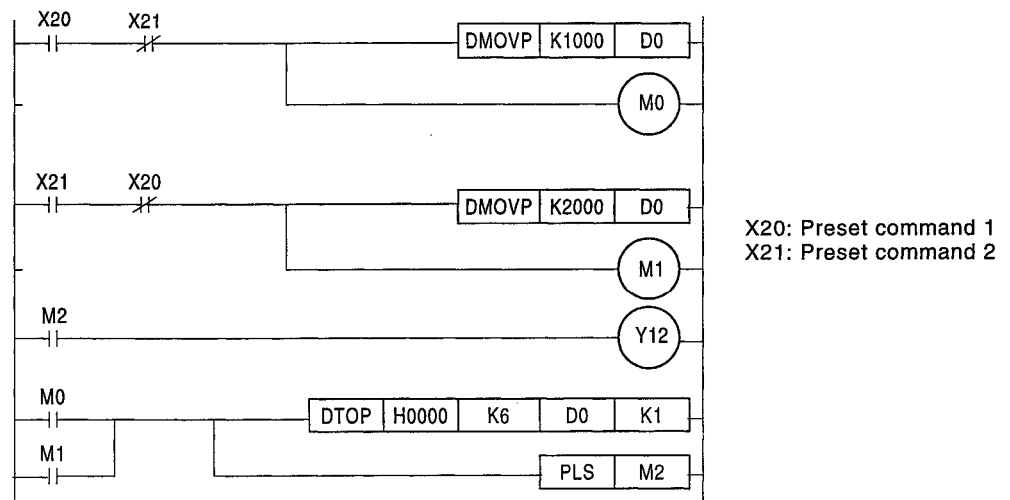 X20 X21
DMOVP K1000 D0
M0
X21 X20
DMOVP K2000 D0
M1
X20: Preset command 1
X21: Preset command 2
M2
Y12
M0
DTOP H0000 K6 D0 K1
M1
PLS M2